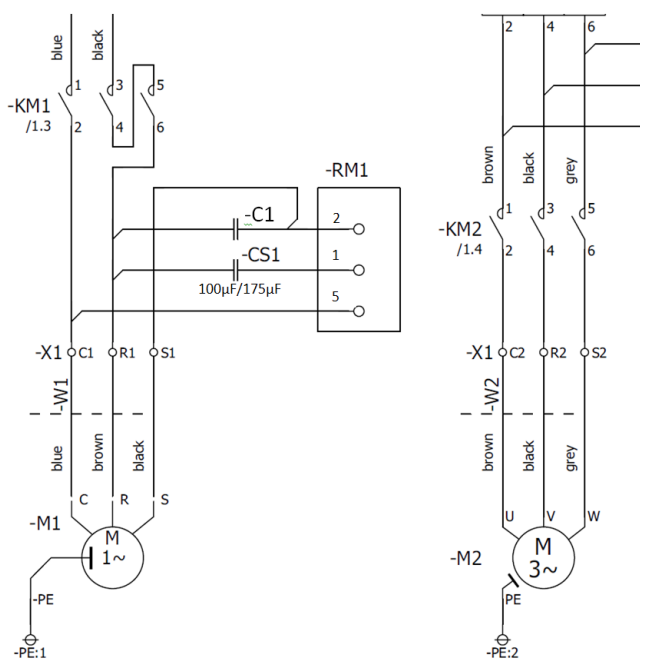 blue
black
-KM1
/1.3
1
3
5
2
4
6
-RM1
-C1
2
-CS1
1
100µF/175µF
5
-X1
C1
R1
S1
-W1
blue
brown
black
C
R
S
-M1
M
1~
-PE
-PE:1
2
4
6
brown
black
grey
-KM2
/1.4
1
3
5
2
4
6
-X1
C2
R2
S2
-W2
brown
black
grey
U
V
W
-M2
M
3~
PE
-PE:2